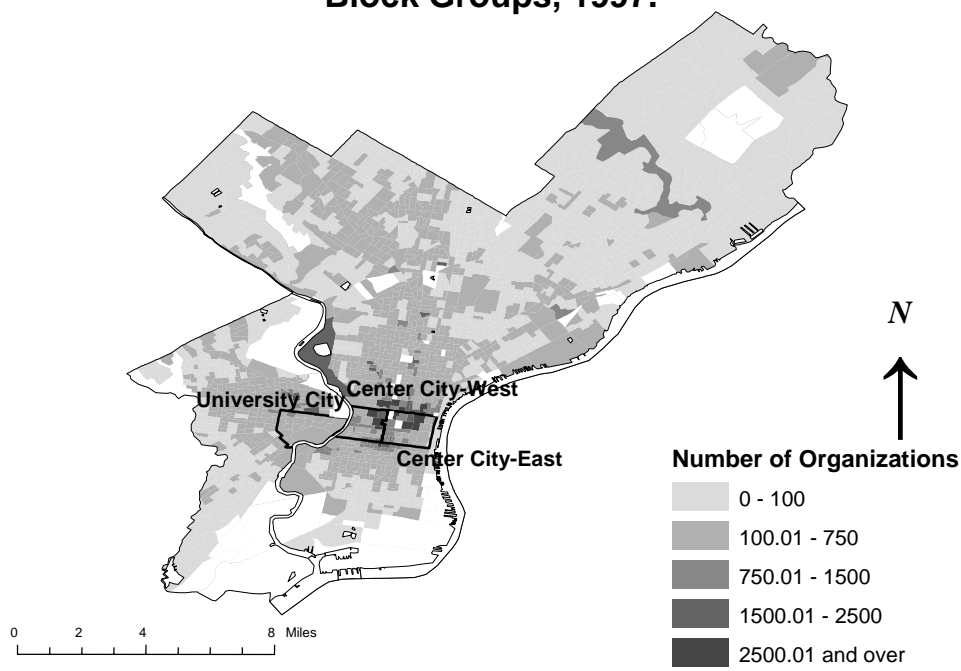 Block Groups, 1997.
N
Center City-West
University City
Center City-East
Number of Organizations
0 - 100
100.01 - 750
750.01 - 1500
1500.01 - 2500
2500.01 and over
0 2 4 8 Miles